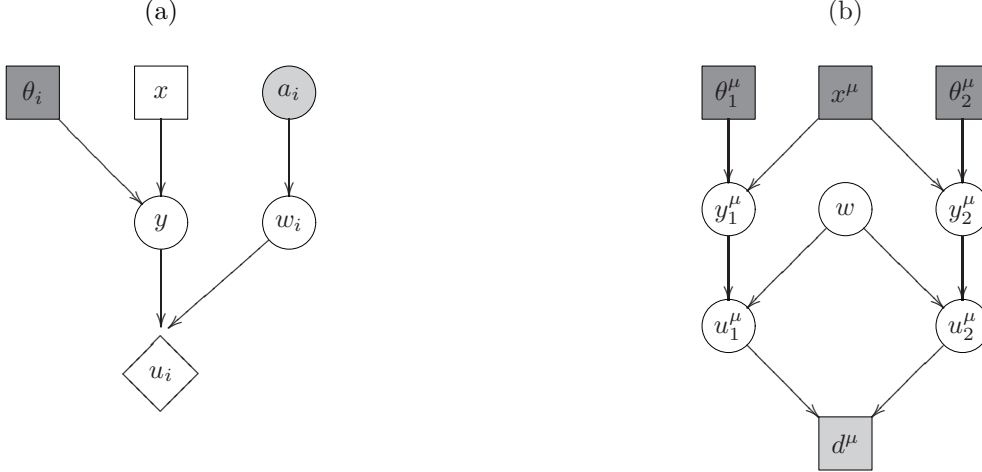 (a) (b)
θ_i x a_i θ_1^μ x^μ θ_2^μ
y w_i y_1^μ w y_2^μ
u_i u_1^μ u_2^μ
d^μ